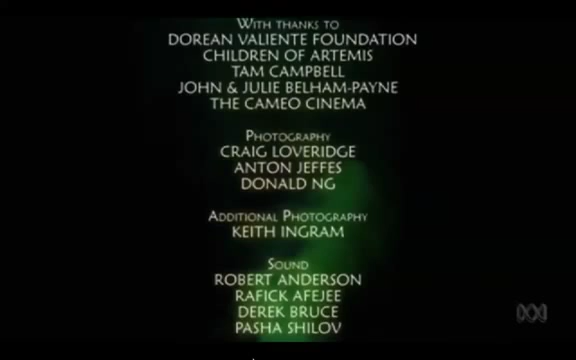 WITH THANKS TO
DOREAN VALIENTE FOUNDATION
CHILDREN OF ARTEMIS
TAM CAMPBELL
JOHN & JULIE BELHAM-PAYNE
THE CAMEO CINEMA
PHOTOGRAPHY
CRAIG LOVERIDGE
ANTON JEFFES
DONALD NG
ADDITIONAL PHOTOGRAPHY
KEITH INGRAM
SOUND
ROBERT ANDERSON
RAFICK AFEJEE
DEREK BRUCE
PASHA SHILOV